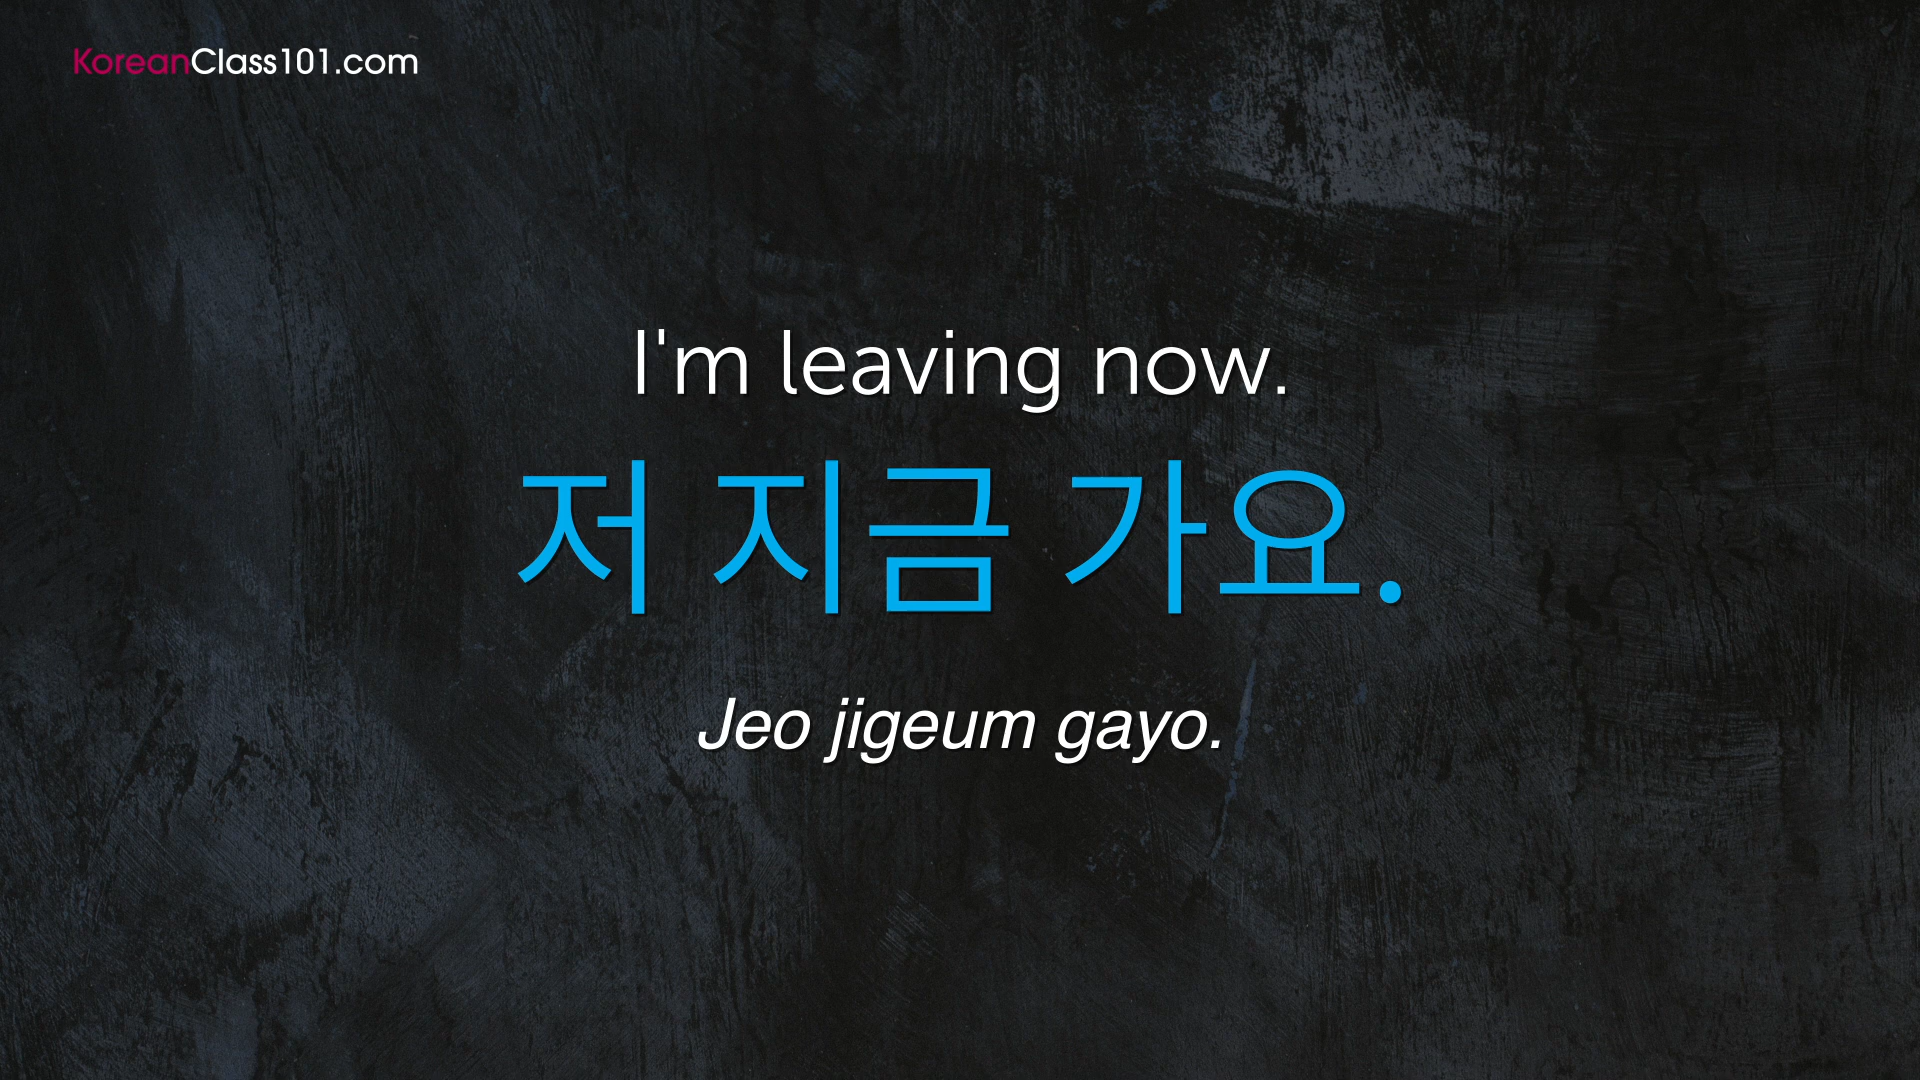 KoreanClass101.com
I'm leaving now.
저 지금 가요.
Jeo jigeum gayo.